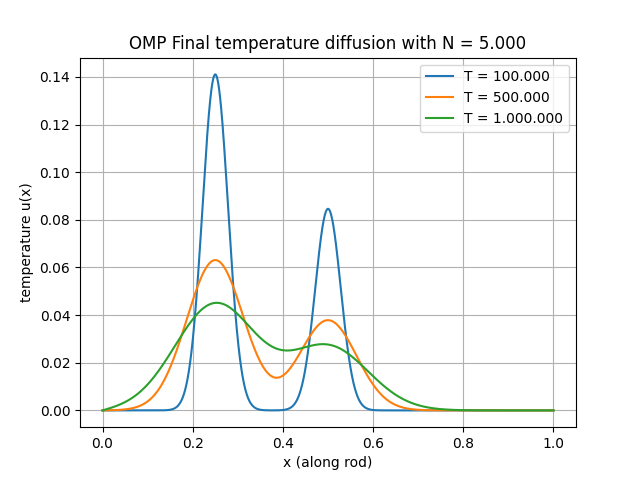 OMP Final temperature diffusion with N = 5.000
T = 100.000
T = 500.000
T = 1.000.000
temperature u(x)
0.14
0.12
0.10
0.08
0.06
0.04
0.02
0.00
0.0 0.2 0.4 0.6 0.8 1.0
x (along rod)